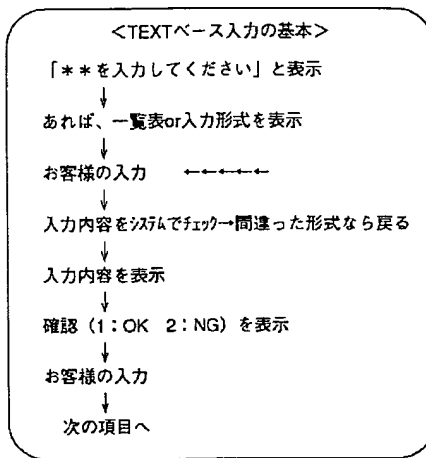 <TEXTベース入力の基本>
「＊＊を入力してください」と表示
↓
あれば、一覧表or入力形式を表示
↓
お客様の入力　←←←←←
↓
入力内容をｼｽﾃﾑでﾁｪｯｸ→間違った形式なら戻る
↓
入力内容を表示
↓
確認（1：OK　2：NG）を表示
↓
お客様の入力
↓
次の項目へ